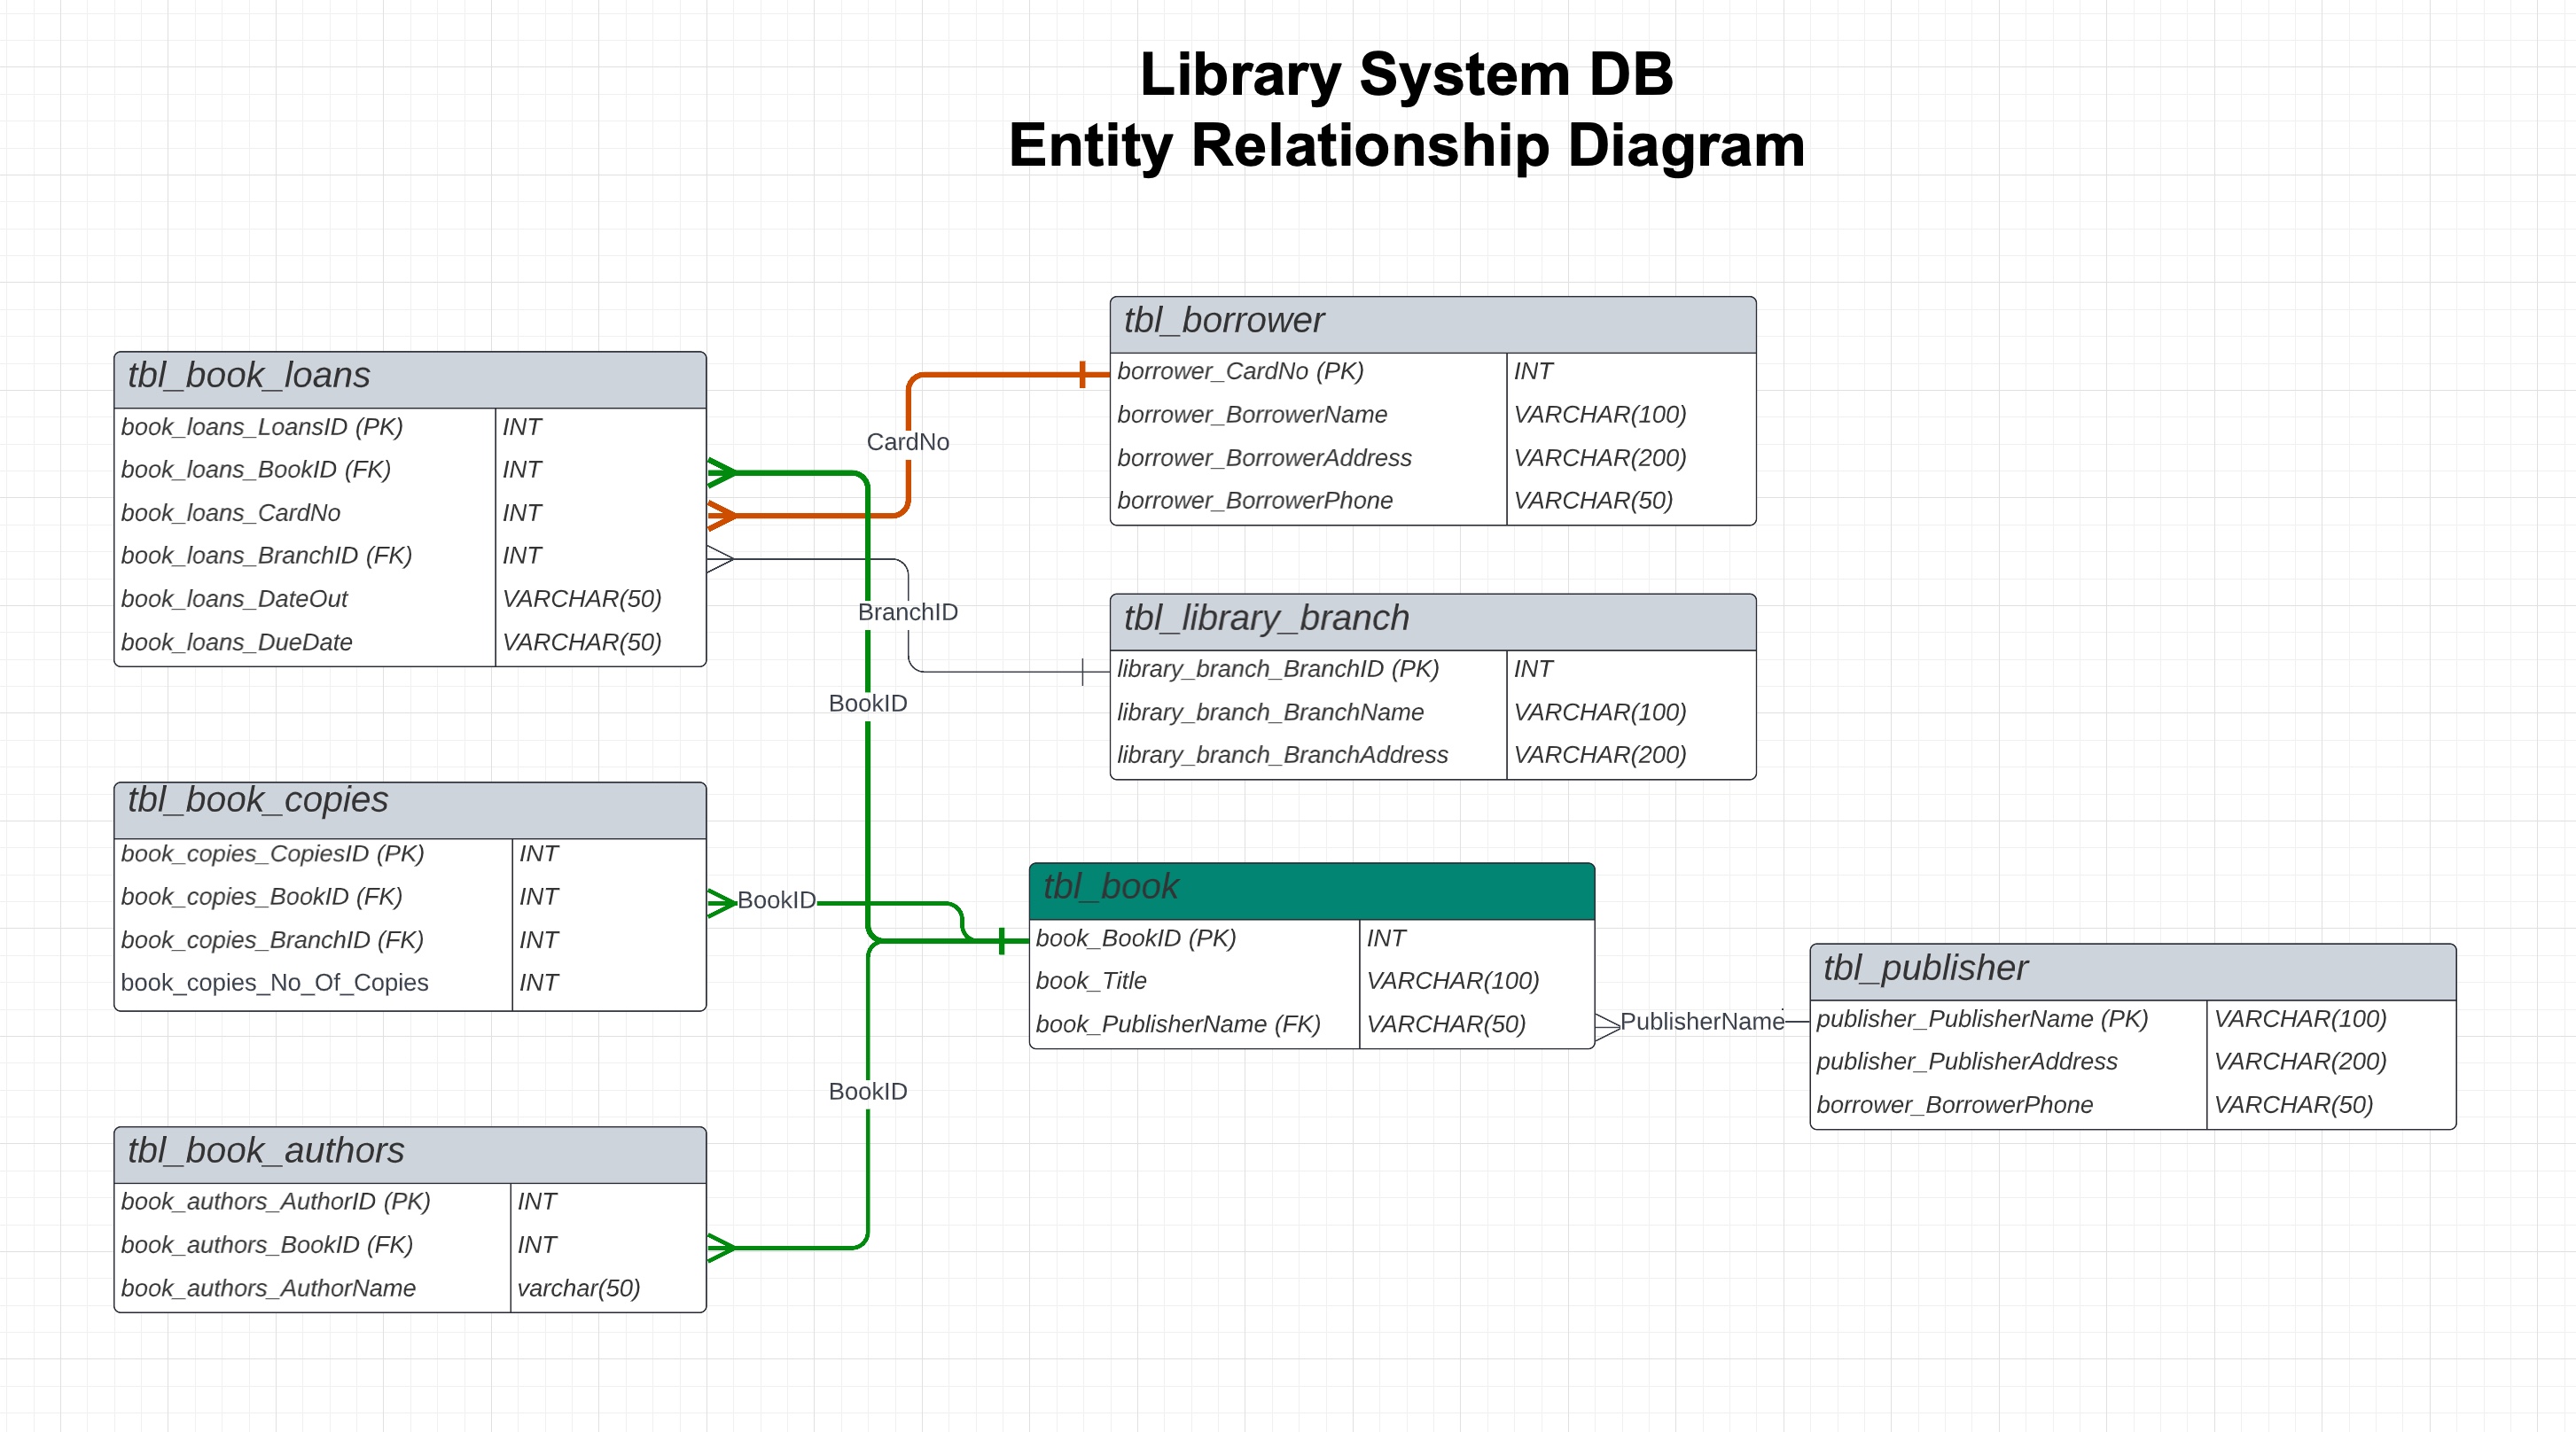 Library System DB
Entity Relationship Diagram
tbl_book_loans
book_loans_LoansID (PK) INT
book_loans_BookID (FK) INT
book_loans_CardNo INT
book_loans_BranchID (FK) INT
book_loans_DateOut VARCHAR(50)
book_loans_DueDate VARCHAR(50)
tbl_book_copies
book_copies_CopiesID (PK) INT
book_copies_BookID (FK) INT
book_copies_BranchID (FK) INT
book_copies_No_Of_Copies INT
tbl_book_authors
book_authors_AuthorID (PK) INT
book_authors_BookID (FK) INT
book_authors_AuthorName varchar(50)
CardNo
BranchID
BookID
BookID
BookID
tbl_borrower
borrower_CardNo (PK) INT
borrower_BorrowerName VARCHAR(100)
borrower_BorrowerAddress VARCHAR(200)
borrower_BorrowerPhone VARCHAR(50)
tbl_library_branch
library_branch_BranchID (PK) INT
library_branch_BranchName VARCHAR(100)
library_branch_BranchAddress VARCHAR(200)
tbl_book
book_BookID (PK) INT
book_Title VARCHAR(100)
book_PublisherName (FK) VARCHAR(50)
PublisherName
tbl_publisher
publisher_PublisherName (PK) VARCHAR(100)
publisher_PublisherAddress VARCHAR(200)
borrower_BorrowerPhone VARCHAR(50)